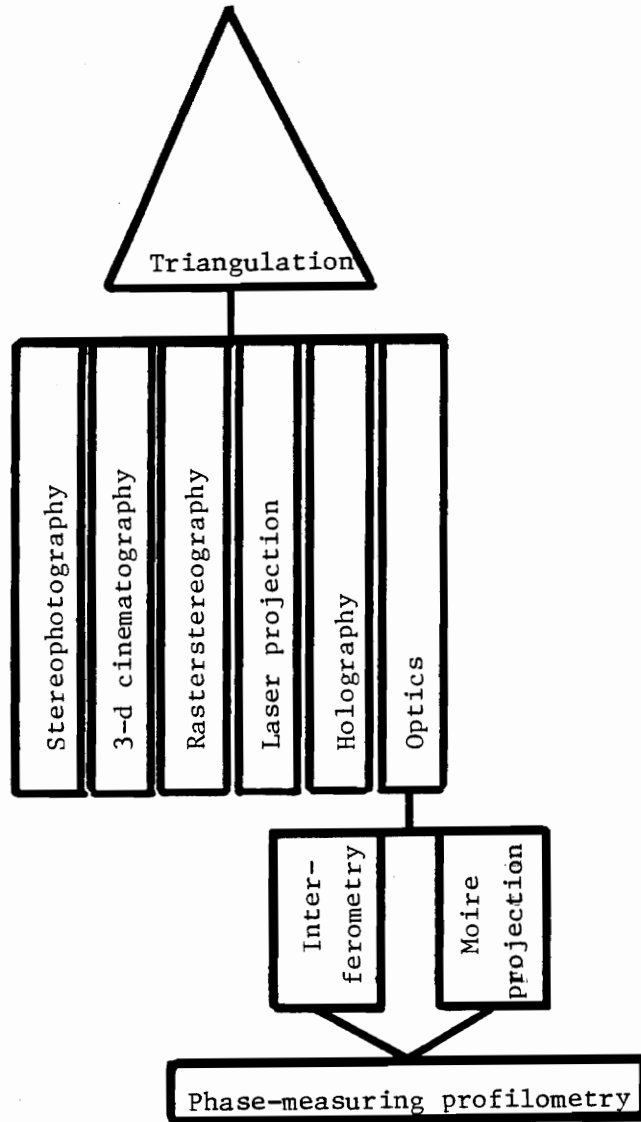 Triangulation
Stereophotography
3-d cinematography
Rasterstereography
Laser projection
Holography
Optics
Inter-
ferometry
Moire
projection
Phase-measuring profilometry